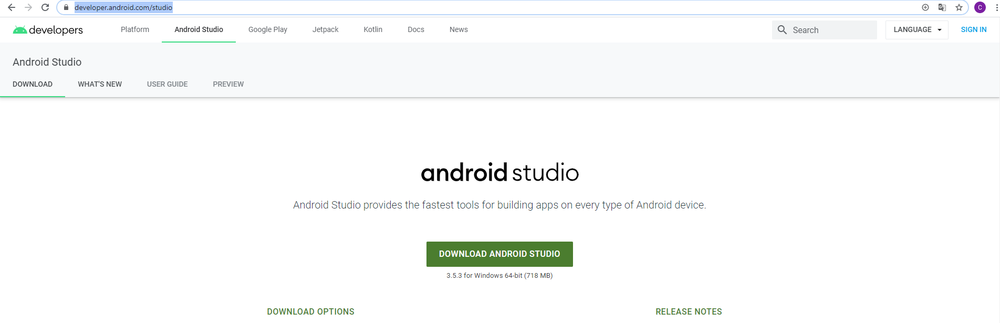 developer.android.com/studio
C
developers
Platform
Android Studio
Google Play
Jetpack
Kotlin
Docs
News
Search
LANGUAGE
SIGN IN
Android Studio
DOWNLOAD
WHAT'S NEW
USER GUIDE
PREVIEW
android studio
Android Studio provides the fastest tools for building apps on every type of Android device.
DOWNLOAD ANDROID STUDIO
3.5.3 for Windows 64-bit (718 MB)
DOWNLOAD OPTIONS
RELEASE NOTES